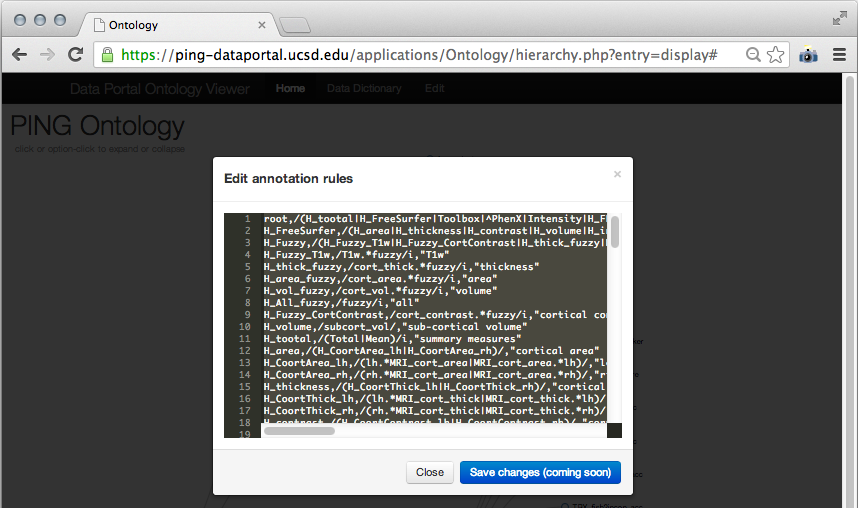 Ontology
https://ping-dataportal.ucsd.edu/applications/Ontology/hierarchy.php?entry=display#
Data Portal Ontology Viewer Home Data Dictionary Edit
PING Ontology
click or option-click to expand or collapse
Edit annotation rules ×
1 root,/(H_tootal|H_FreeSurfer|Toolbox|^PhenX|Intensity|H_F
2 H_FreeSurfer,/(H_area|H_thickness|H_contrast|H_volume|H_i
3 H_Fuzzy,/(H_Fuzzy_T1w|H_Fuzzy_CortContrast|H_thick_fuzzy|
4 H_Fuzzy_T1w,/T1w.*fuzzy/i,"T1w"
5 H_thick_fuzzy,/cort_thick.*fuzzy/i,"thickness"
6 H_area_fuzzy,/cort_area.*fuzzy/i,"area"
7 H_vol_fuzzy,/cort_vol.*fuzzy/i,"volume"
8 H_All_fuzzy,/fuzzy/i,"all"
9 H_Fuzzy_CortContrast,/cort_contrast.*fuzzy/i,"cortical co
10 H_volume,/subcort_vol/,"sub-cortical volume"
11 H_tootal,/(Total|Mean)/i,"summary measures"
12 H_area,/(H_CoortArea_lh|H_CoortArea_rh)/,"cortical area"
13 H_CoortArea_lh,/(lh.*MRI_cort_area|MRI_cort_area.*lh)/,"l
14 H_CoortArea_rh,/(rh.*MRI_cort_area|MRI_cort_area.*rh)/,"r
15 H_thickness,/(H_CoortThick_lh|H_CoortThick_rh)/,"cortical
16 H_CoortThick_lh,/(lh.*MRI_cort_thick|MRI_cort_thick.*lh)/
17 H_CoortThick_rh,/(rh.*MRI_cort_thick|MRI_cort_thick.*rh)/
18 H_contrast,/(H_CoortContrast_lh|H_CoortContrast_rh)/,"cor
19
Close Save changes (coming soon)